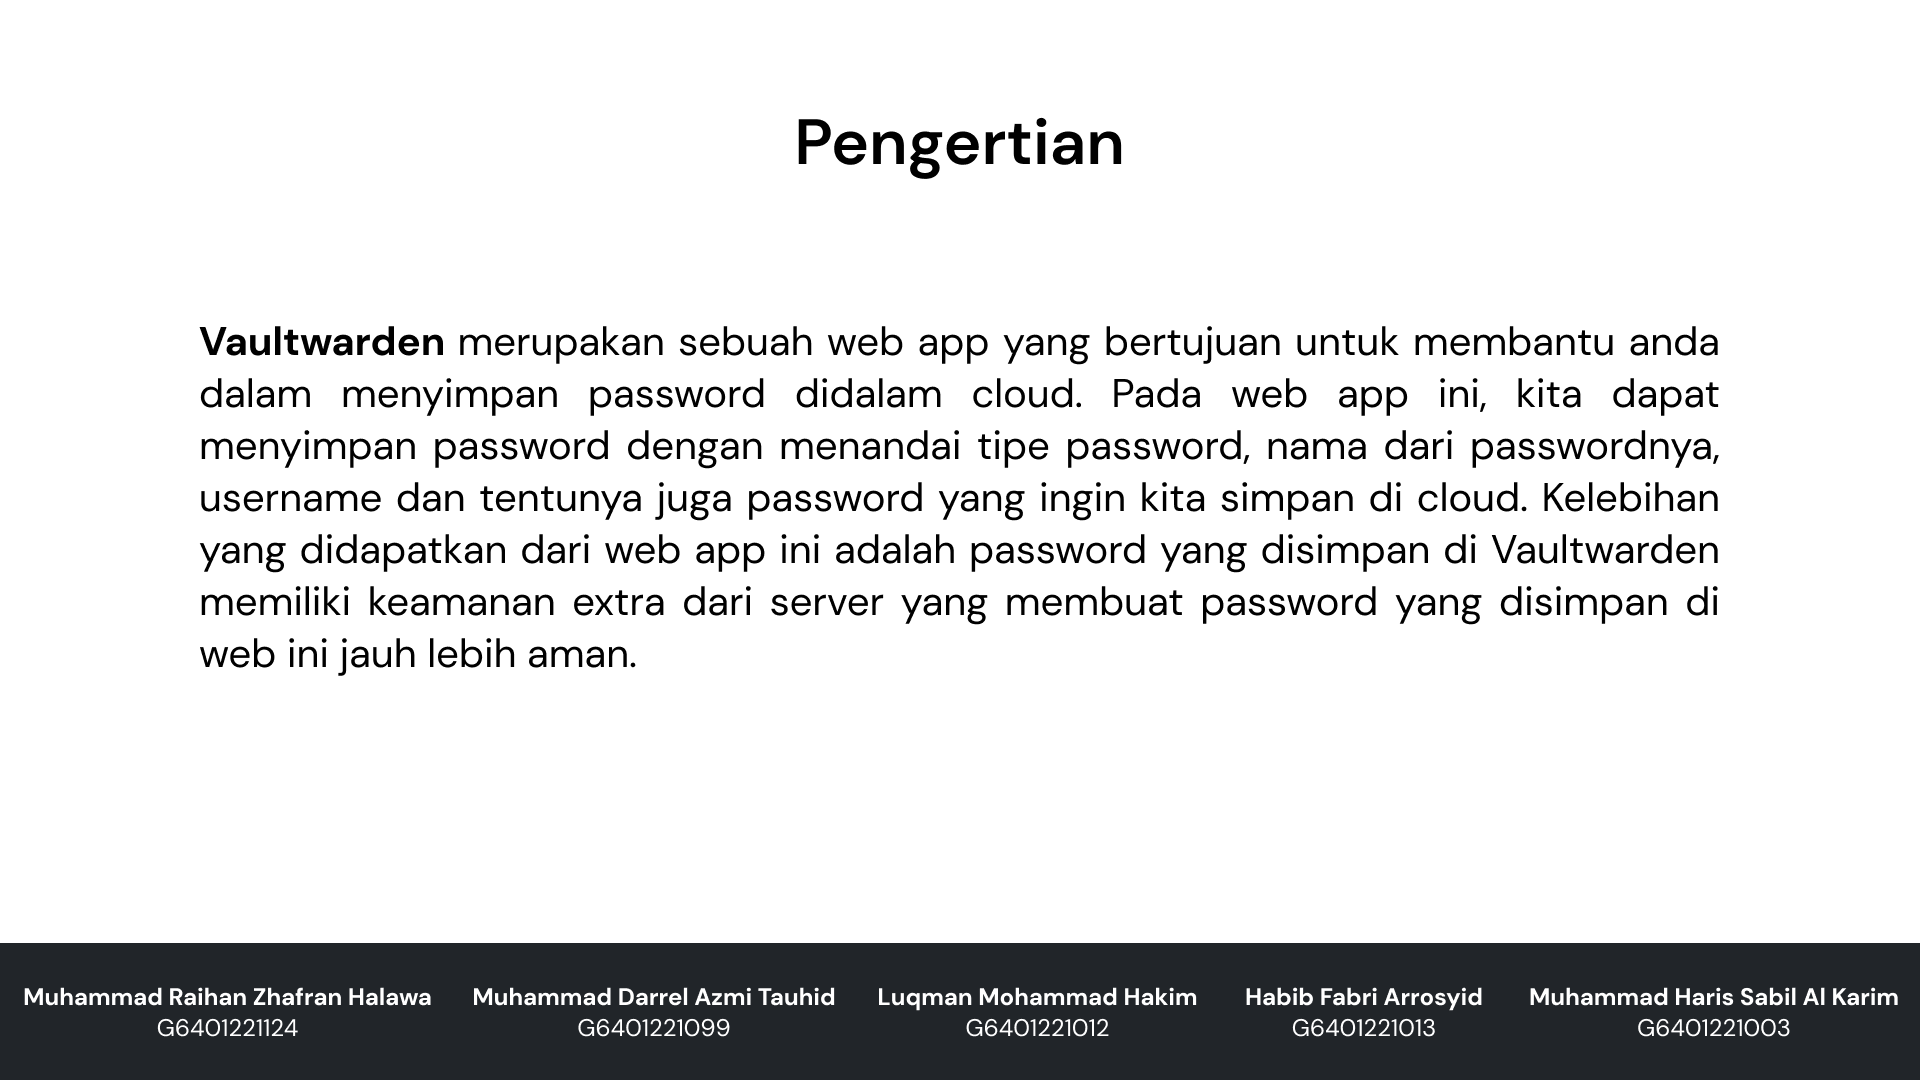 Pengertian
Vaultwarden merupakan sebuah web app yang bertujuan untuk membantu anda
dalam menyimpan password didalam cloud. Pada web app ini, kita dapat
menyimpan password dengan menandai tipe password, nama dari passwordnya,
username dan tentunya juga password yang ingin kita simpan di cloud. Kelebihan
yang didapatkan dari web app ini adalah password yang disimpan di Vaultwarden
memiliki keamanan extra dari server yang membuat password yang disimpan di
web ini jauh lebih aman.
Muhammad Raihan Zhafran Halawa
G6401221124
Muhammad Darrel Azmi Tauhid
G6401221099
Luqman Mohammad Hakim
G6401221012
Habib Fabri Arrosyid
G6401221013
Muhammad Haris Sabil Al Karim
G6401221003